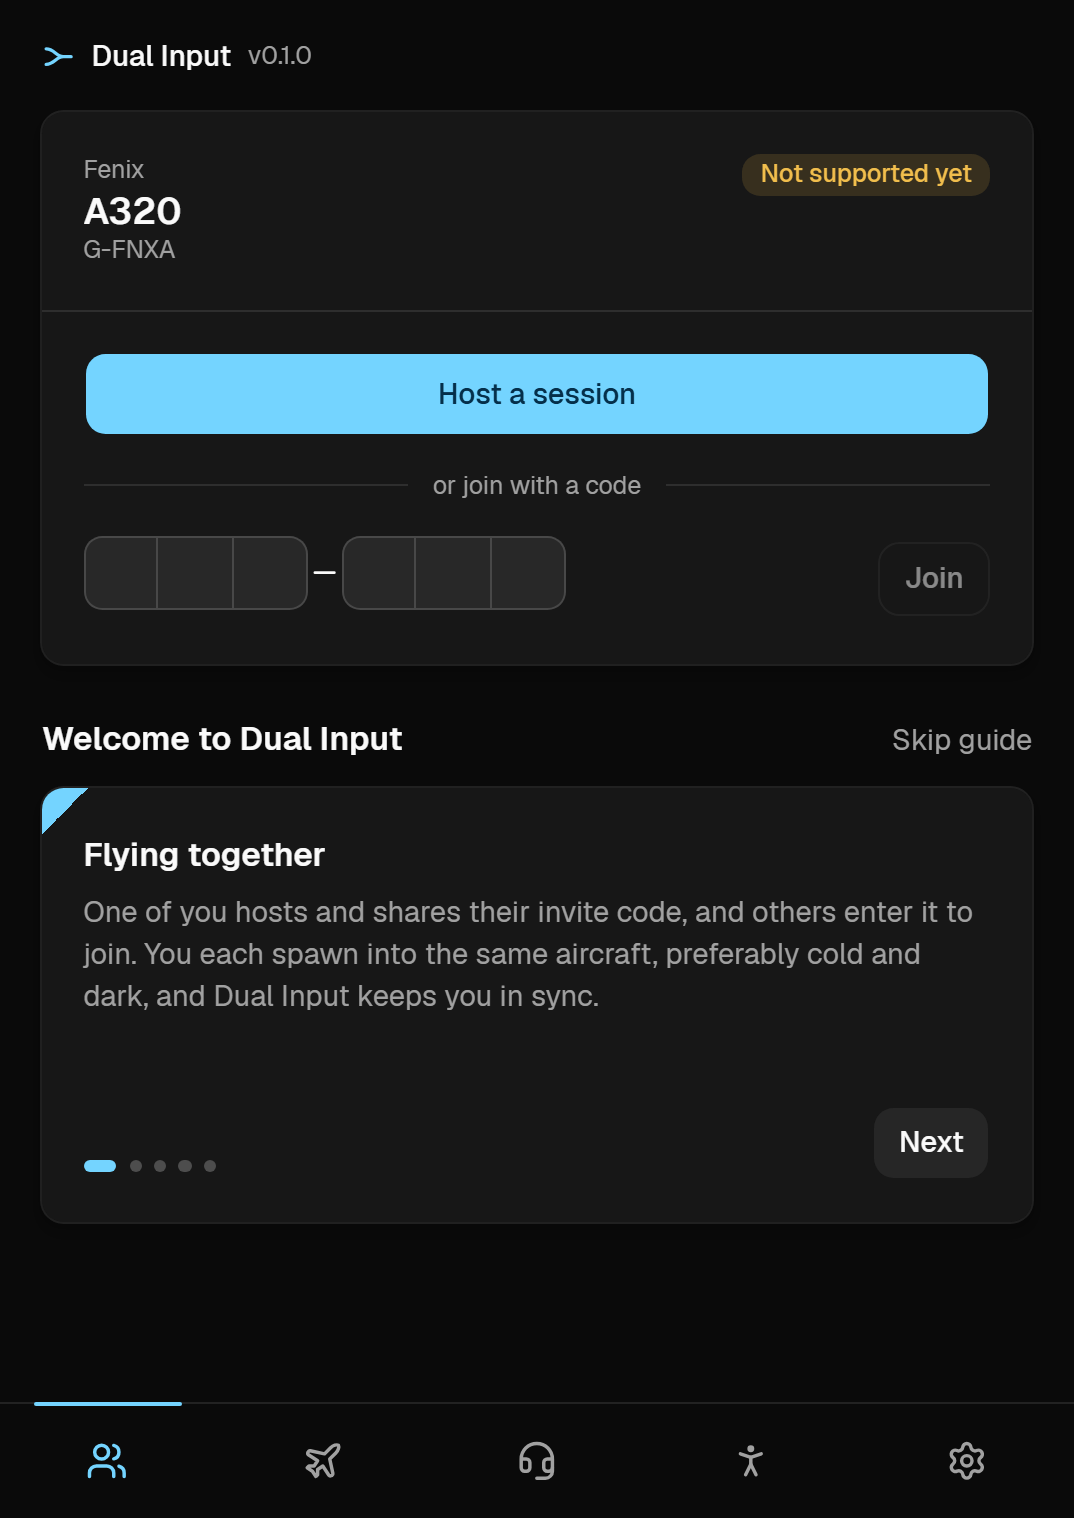 Dual Input v0.1.0
Fenix
Not supported yet
A320
G-FNXA
Host a session
or join with a code
–
Join
Welcome to Dual Input
Skip guide
Flying together
One of you hosts and shares their invite code, and others enter it to
join. You each spawn into the same aircraft, preferably cold and
dark, and Dual Input keeps you in sync.
Next